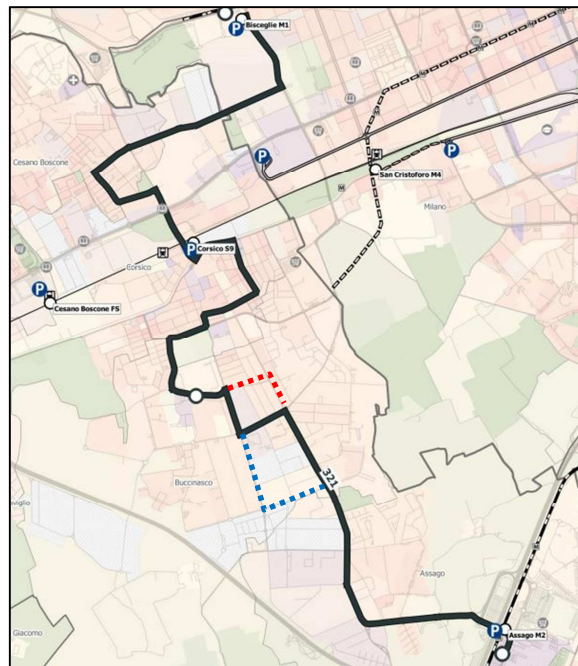 P
Bisceglie M1
Cesano Boscone
P
San Cristoforo M4
P
M
Milano
P
Corsico S9
Corsico
P
Cesano Boscone FS
321
Buccinasco
Assago
Giacomo
P
Assago M2